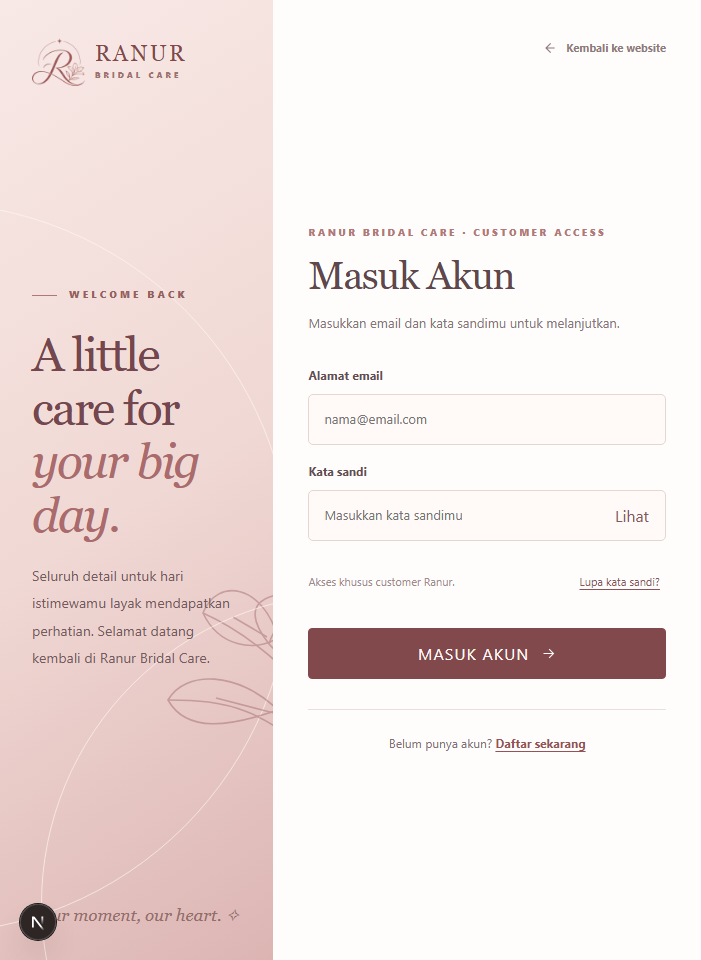 RANUR
BRIDAL CARE
WELCOME BACK
A little
care for
your big
day.
Seluruh detail untuk hari
istimewamu layak mendapatkan
perhatian. Selamat datang
kembali di Ranur Bridal Care.
moment, our heart. ✧
← Kembali ke website
RANUR BRIDAL CARE • CUSTOMER ACCESS
Masuk Akun
Masukkan email dan kata sandimu untuk melanjutkan.
Alamat email
nama@email.com
Kata sandi
Masukkan kata sandimu
Lihat
Akses khusus customer Ranur.
Lupa kata sandi?
MASUK AKUN →
Belum punya akun? Daftar sekarang